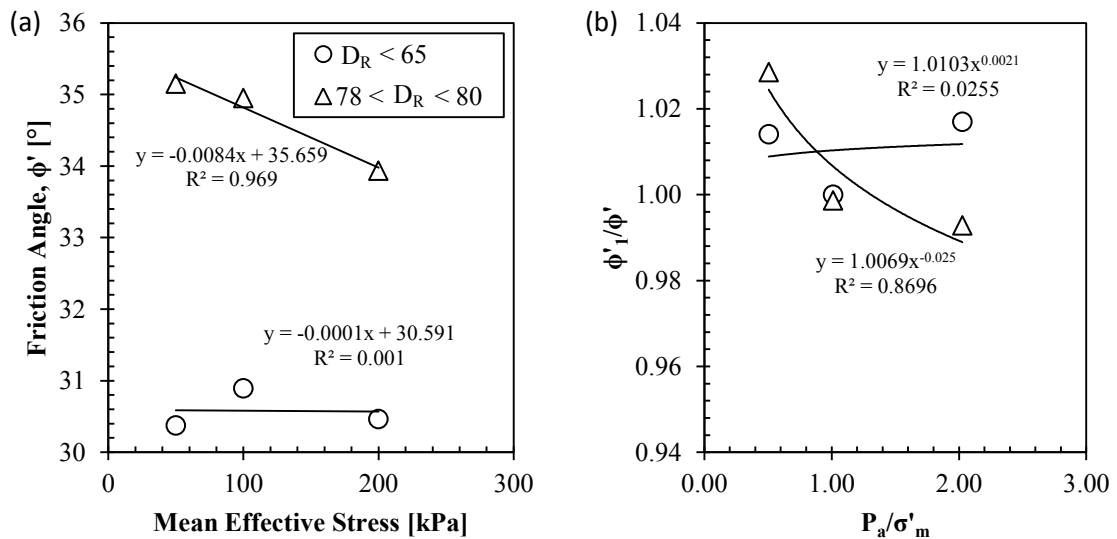 (a)
36
35
34
33
32
31
30
0
100
200
300
Friction Angle, ϕ' [°]
Mean Effective Stress [kPa]
D_R < 65
78 < D_R < 80
y = -0.0084x + 35.659
R² = 0.969
y = -0.0001x + 30.591
R² = 0.001
(b)
1.04
1.02
1.00
0.98
0.96
0.94
0.00
1.00
2.00
3.00
ϕ'₁/ϕ'
P_a/σ'_m
y = 1.0103x^0.0021
R² = 0.0255
y = 1.0069x^-0.025
R² = 0.8696